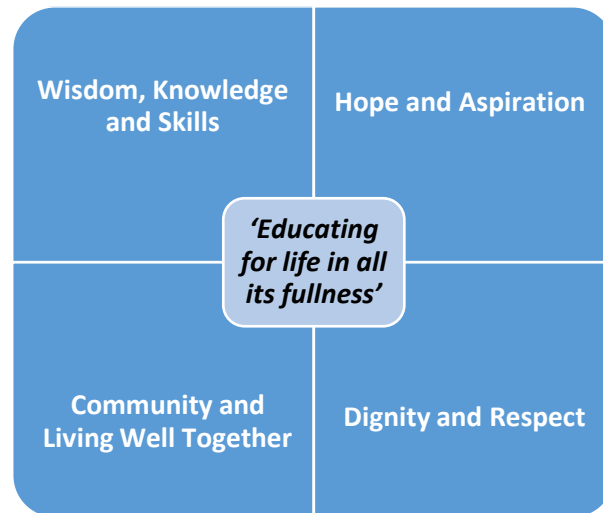 Wisdom, Knowledge
and Skills
Hope and Aspiration
‘Educating
for life in all
its fullness’
Community and
Living Well Together
Dignity and Respect